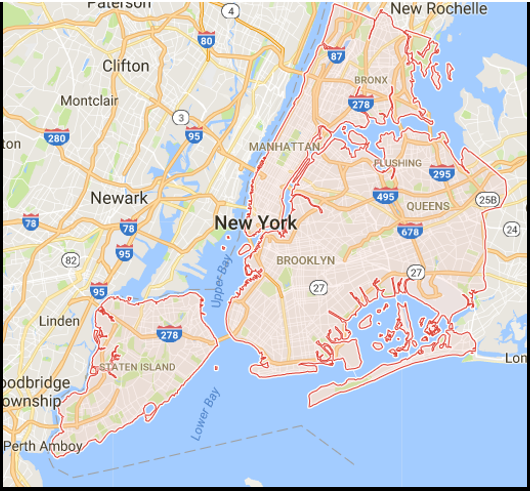 Paterson
4
New Rochelle
80
Clifton
87
BRONX
Montclair
278
3
95
280
ton
MANHATTAN
FLUSHING
295
495
Newark
QUEENS
25B
78
78
New York
678
24
95
82
BROOKLYN
27
Upper Bay
95
27
Linden
278
Lon
STATEN ISLAND
oodbridge
ownship
Lower Bay
Perth Amboy